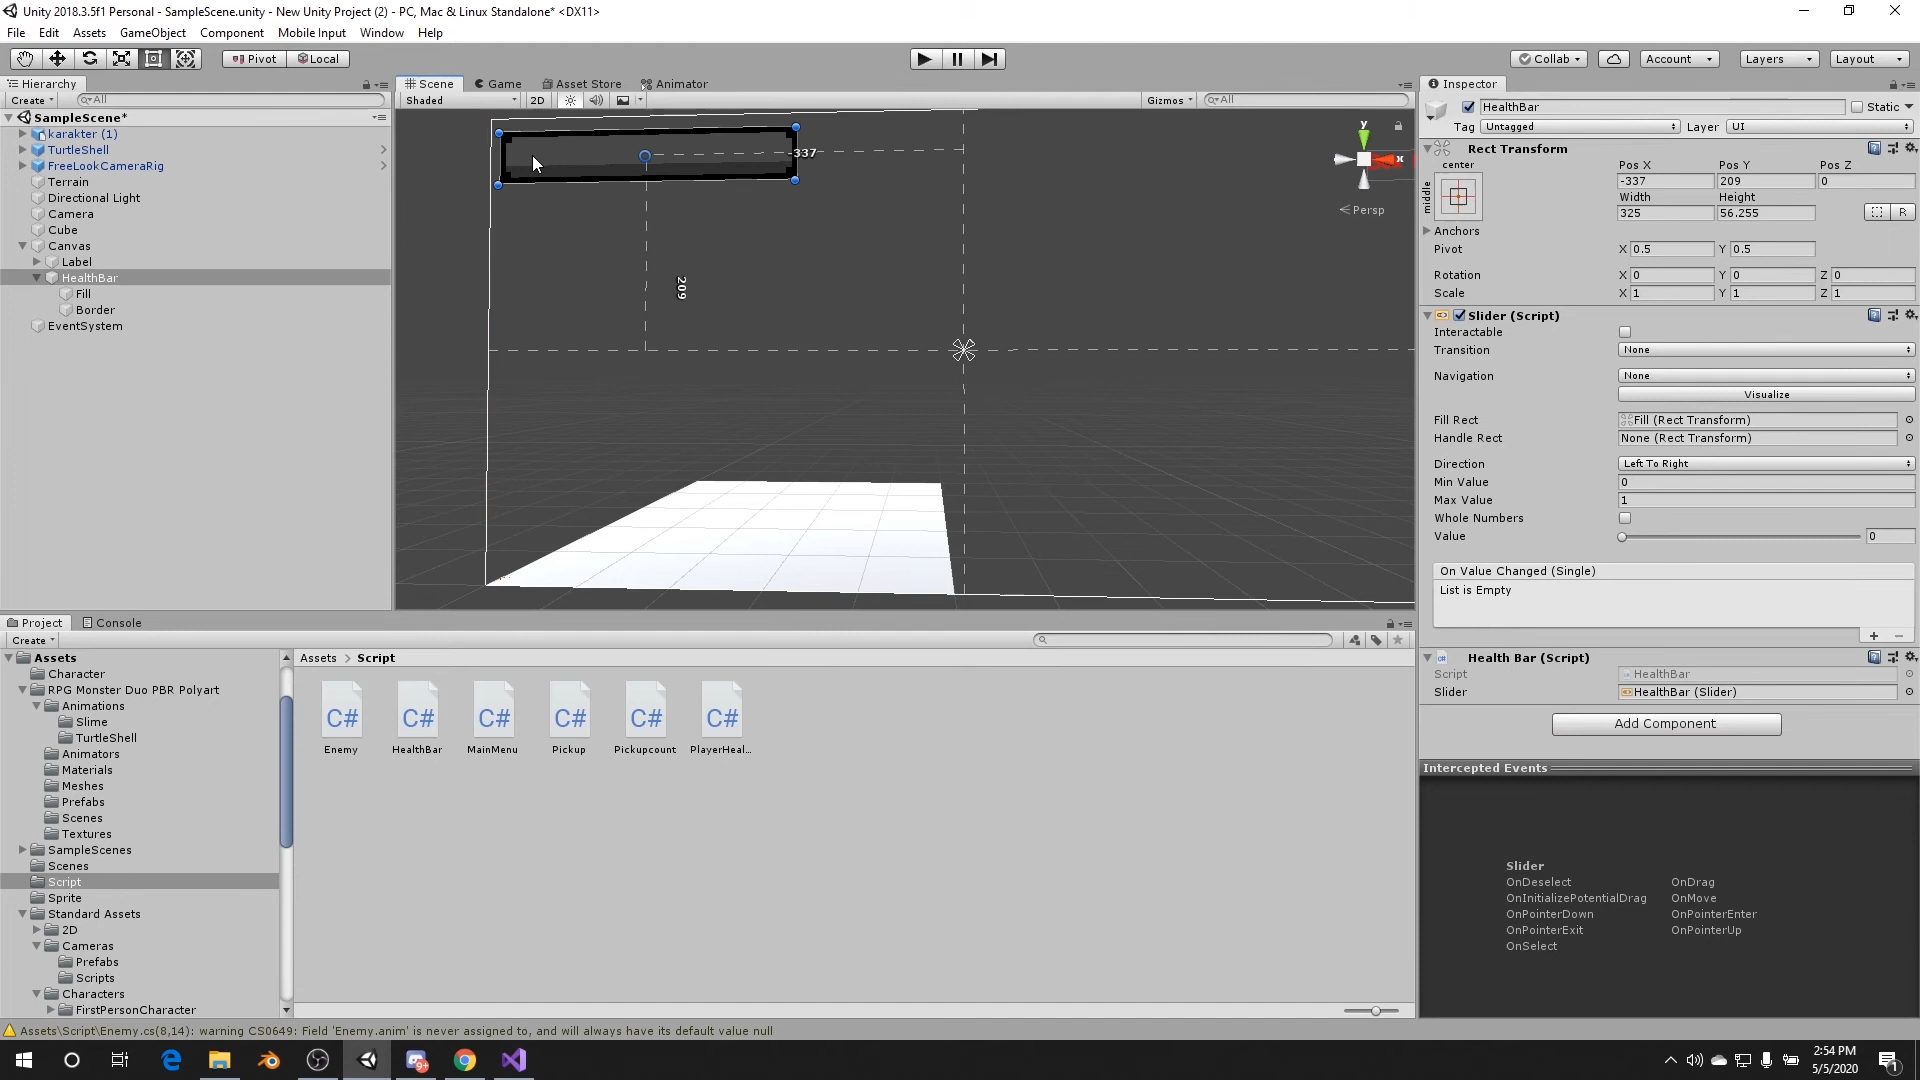 Unity 2018.3.5f1 Personal - SampleScene.unity - New Unity Project (2) - PC, Mac & Linux Standalone* <DX11>
File Edit Assets GameObject Component Mobile Input Window Help
Pivot Local Collab Account Layers Layout
Hierarchy Scene Game Asset Store Animator Inspector
Create All Shaded 2D Gizmos All
SampleScene*
karakter (1)
TurtleShell
FreeLookCameraRig
Terrain
Directional Light
Camera
Cube
Canvas
Label
HealthBar
Fill
Border
EventSystem
-337
209
y
x
Persp
HealthBar Static
Tag Untagged Layer UI
Rect Transform
center Pos X Pos Y Pos Z
middle -337 209 0
Width Height
325 56.255 R
Anchors
Pivot X 0.5 Y 0.5
Rotation X 0 Y 0 Z 0
Scale X 1 Y 1 Z 1
Slider (Script)
Interactable
Transition None
Navigation None
Visualize
Fill Rect Fill (Rect Transform)
Handle Rect None (Rect Transform)
Direction Left To Right
Min Value 0
Max Value 1
Whole Numbers
Value 0
On Value Changed (Single)
List is Empty
Health Bar (Script)
Script HealthBar
Slider HealthBar (Slider)
Add Component
Intercepted Events
Slider
OnDeselect OnDrag
OnInitializePotentialDrag OnMove
OnPointerDown OnPointerEnter
OnPointerExit OnPointerUp
OnSelect
Project Console
Create
Assets
Character
RPG Monster Duo PBR Polyart
Animations
Slime
TurtleShell
Animators
Materials
Meshes
Prefabs
Scenes
Textures
SampleScenes
Scenes
Script
Sprite
Standard Assets
2D
Cameras
Prefabs
Scripts
Characters
FirstPersonCharacter
Assets > Script
C# C# C# C# C# C#
Enemy HealthBar MainMenu Pickup Pickupcount PlayerHeal...
Assets\Script\Enemy.cs(8,14): warning CS0649: Field 'Enemy.anim' is never assigned to, and will always have its default value null
9+
2:54 PM
5/5/2020
1